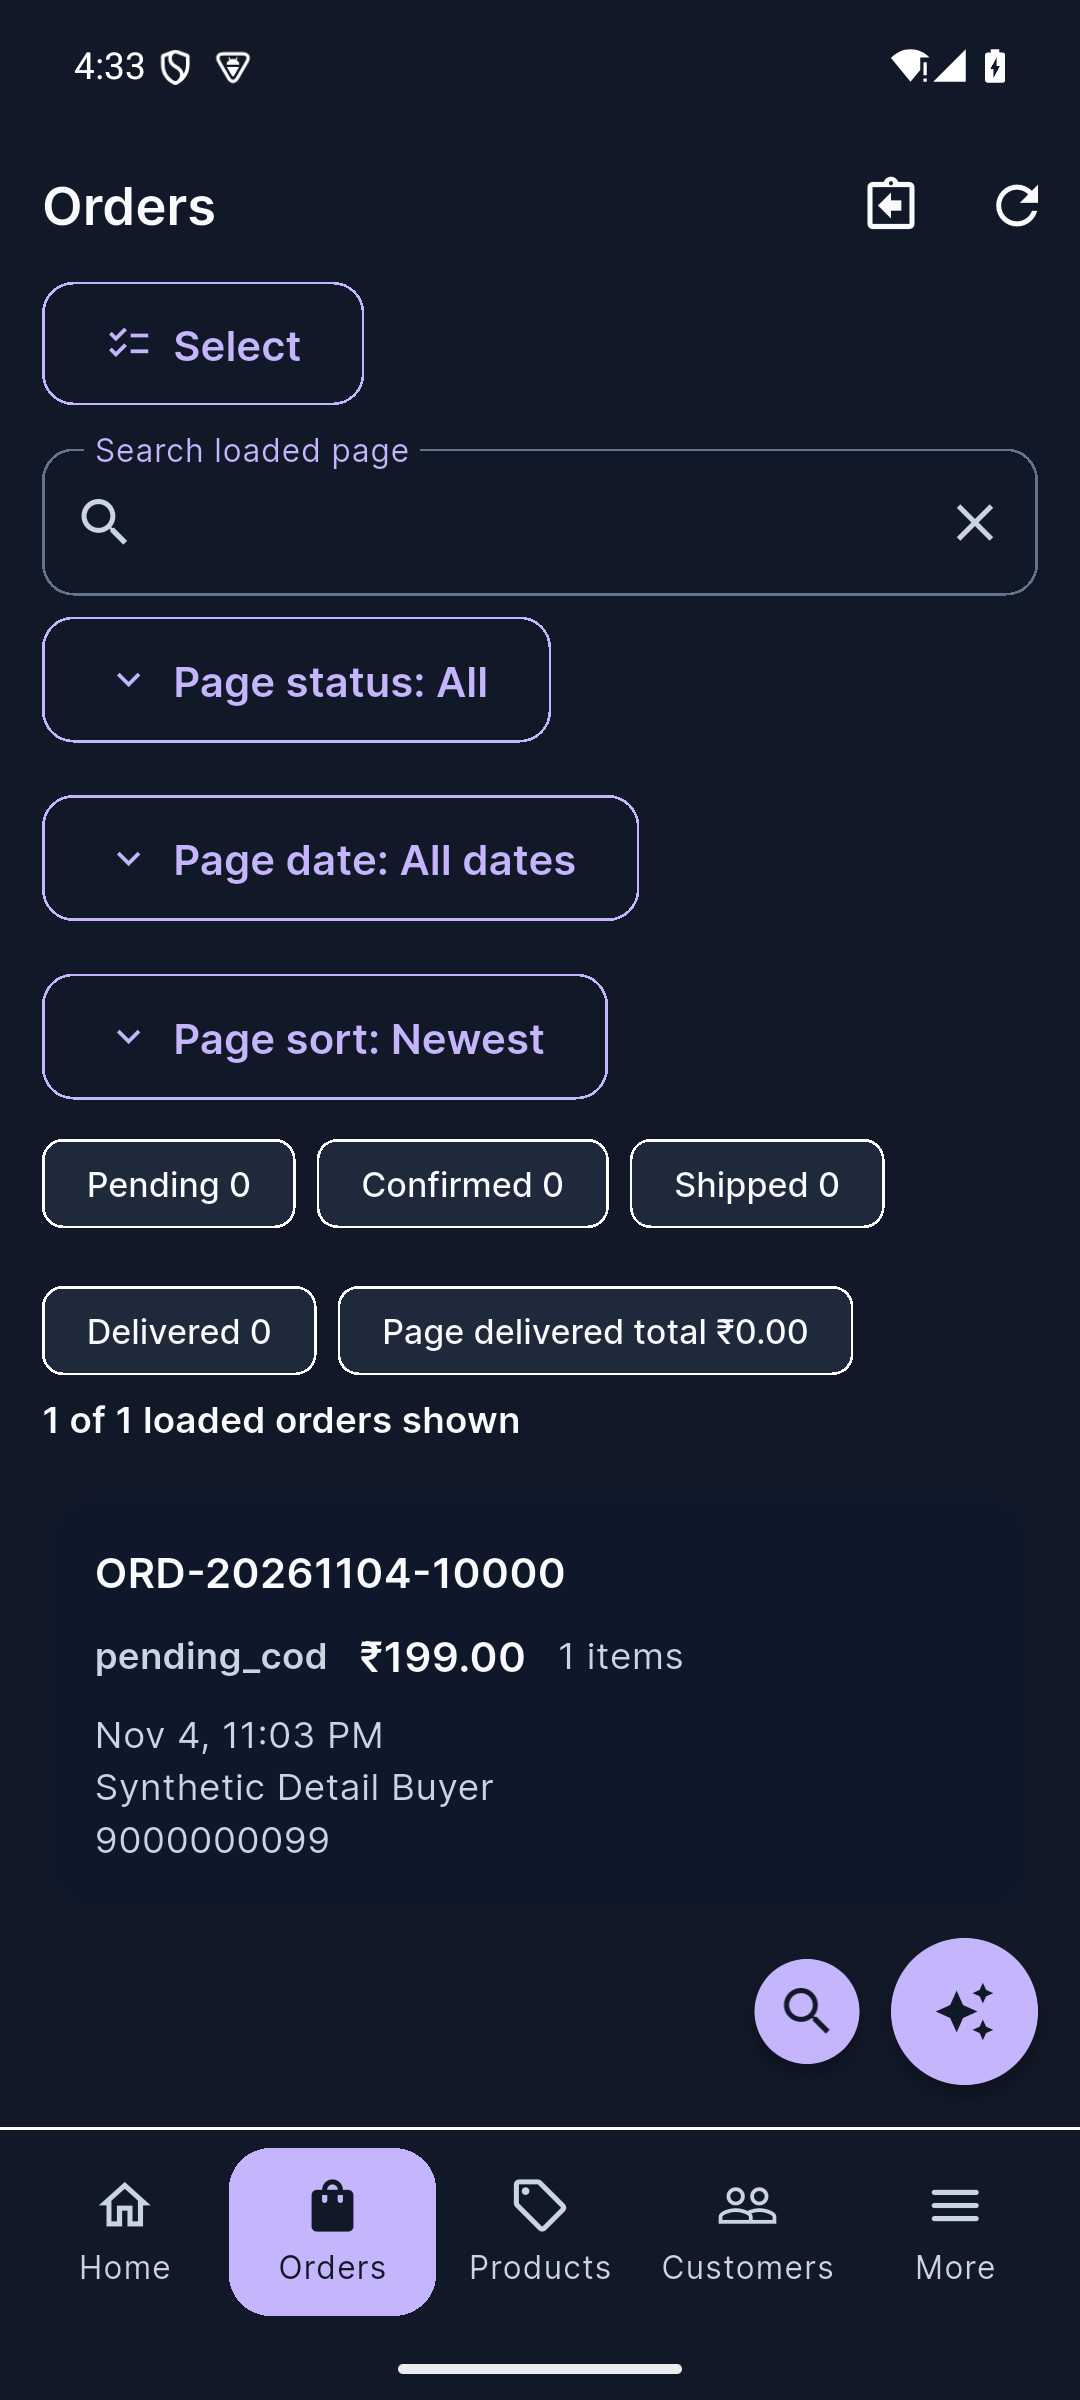 4:33
Orders
Select
Search loaded page
Page status: All
Page date: All dates
Page sort: Newest
Pending 0 Confirmed 0 Shipped 0
Delivered 0 Page delivered total ₹0.00
1 of 1 loaded orders shown
ORD-20261104-10000
pending_cod ₹199.00 1 items
Nov 4, 11:03 PM
Synthetic Detail Buyer
9000000099
Home Orders Products Customers More